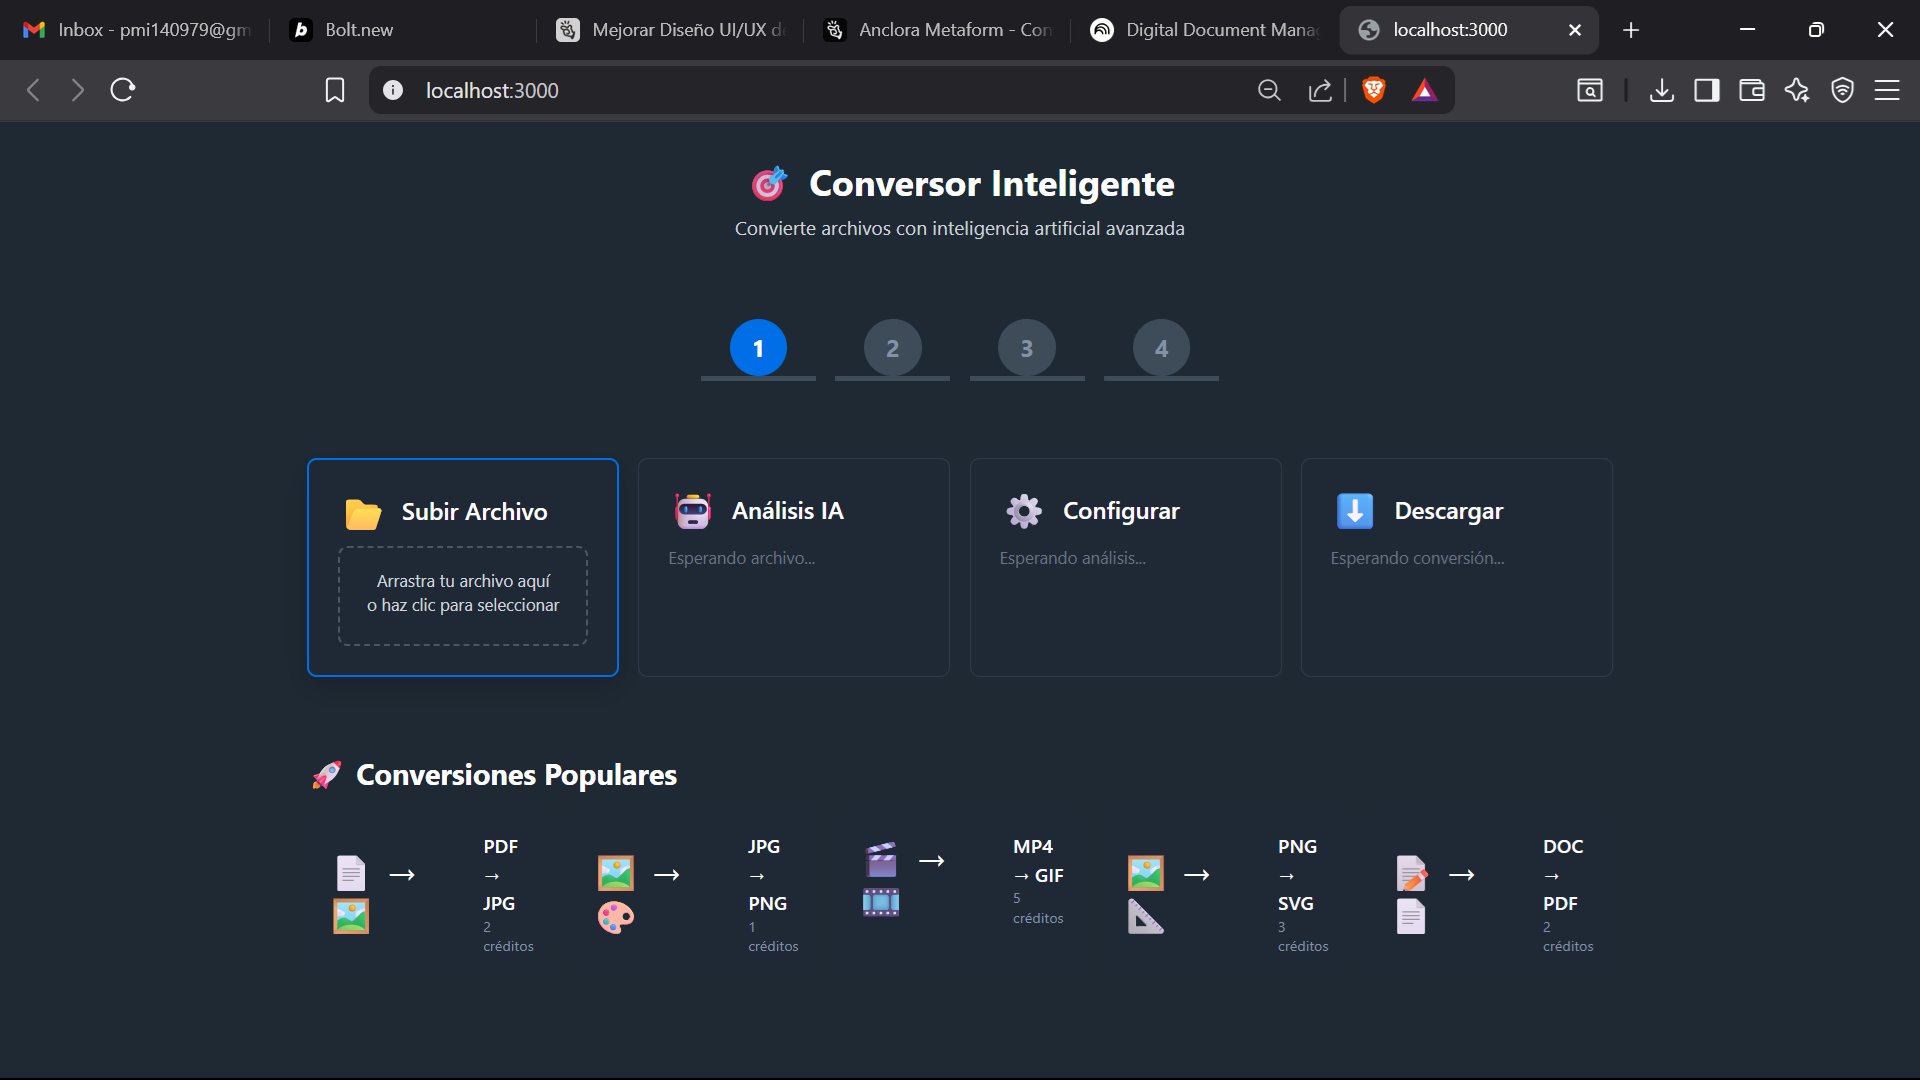 Inbox - pmi140979@gm
Bolt.new
Mejorar Diseño UI/UX de
Anclora Metaform - Con
Digital Document Manag
localhost:3000
localhost:3000
Conversor Inteligente
Convierte archivos con inteligencia artificial avanzada
1
2
3
4
Subir Archivo
Arrastra tu archivo aquí
o haz clic para seleccionar
Análisis IA
Esperando archivo...
Configurar
Esperando análisis...
Descargar
Esperando conversión...
Conversiones Populares
→
PDF
→
JPG
2
créditos
→
JPG
→
PNG
1
créditos
→
MP4
→ GIF
5
créditos
→
PNG
→
SVG
3
créditos
→
DOC
→
PDF
2
créditos